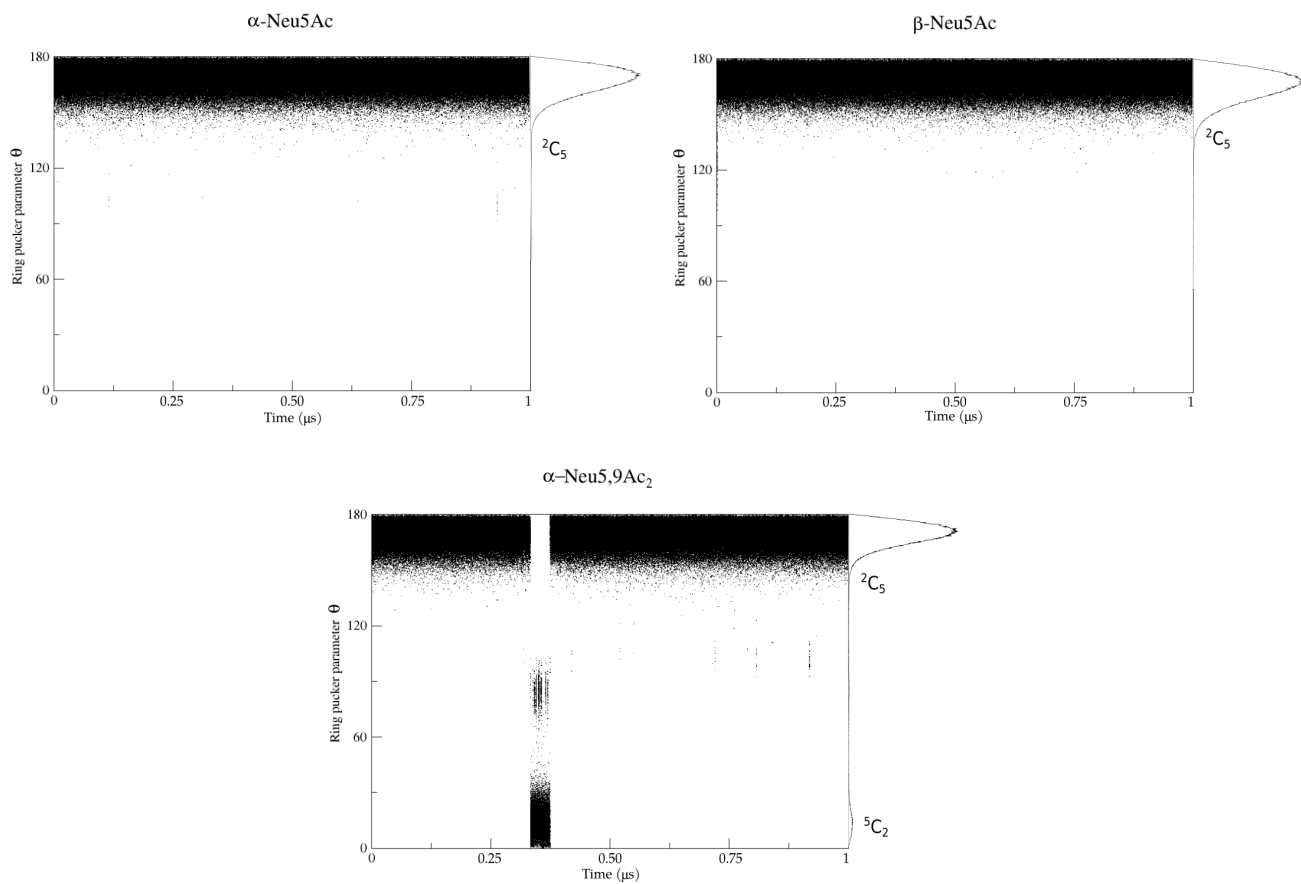 α-Neu5Ac
180
120
60
0
Ring pucker parameter θ
²C₅
0
0.25
0.50
0.75
1
Time (μs)
β-Neu5Ac
180
120
60
0
Ring pucker parameter θ
²C₅
0
0.25
0.50
0.75
1
Time (μs)
α–Neu5,9Ac₂
180
120
60
0
Ring pucker parameter θ
²C₅
⁵C₂
0
0.25
0.50
0.75
1
Time (μs)